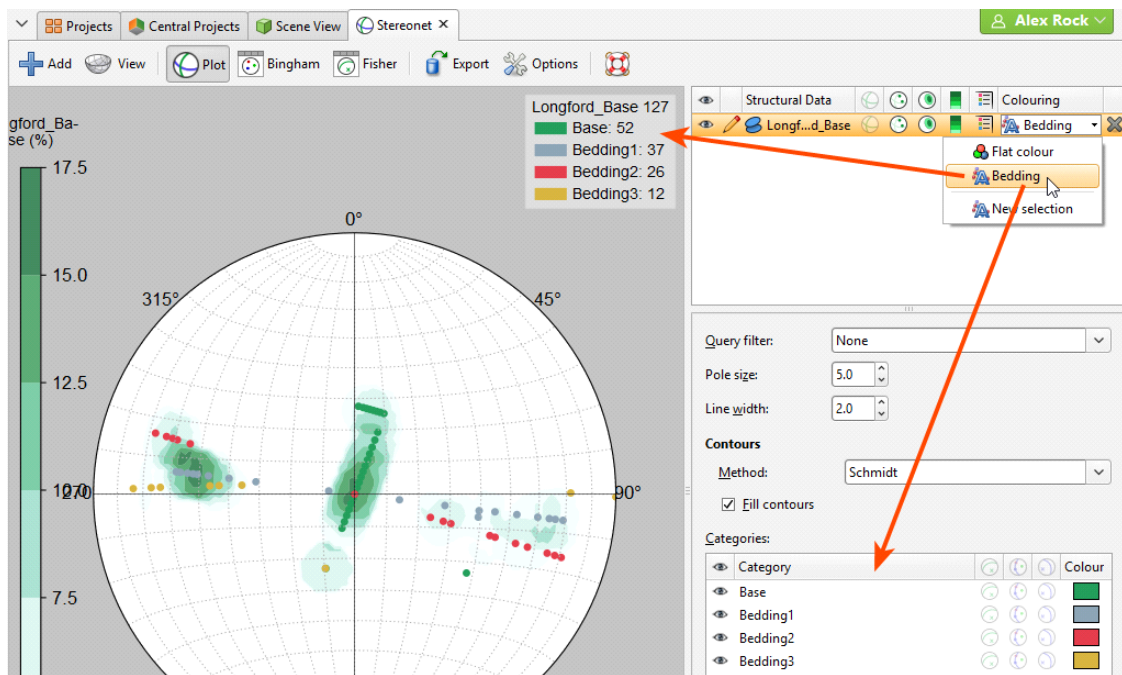 Projects
Central Projects
Scene View
Stereonet
Alex Rock
Add
View
Plot
Bingham
Fisher
Export
Options
gford_Ba-
se (%)
17.5
15.0
12.5
10.0
7.5
Longford_Base 127
Base: 52
Bedding1: 37
Bedding2: 26
Bedding3: 12
0°
315°
45°
270
90°
Structural Data
Colouring
Longf...d_Base
Bedding
Flat colour
Bedding
New selection
Query filter:
None
Pole size:
5.0
Line width:
2.0
Contours
Method:
Schmidt
Fill contours
Categories:
Category
Colour
Base
Bedding1
Bedding2
Bedding3